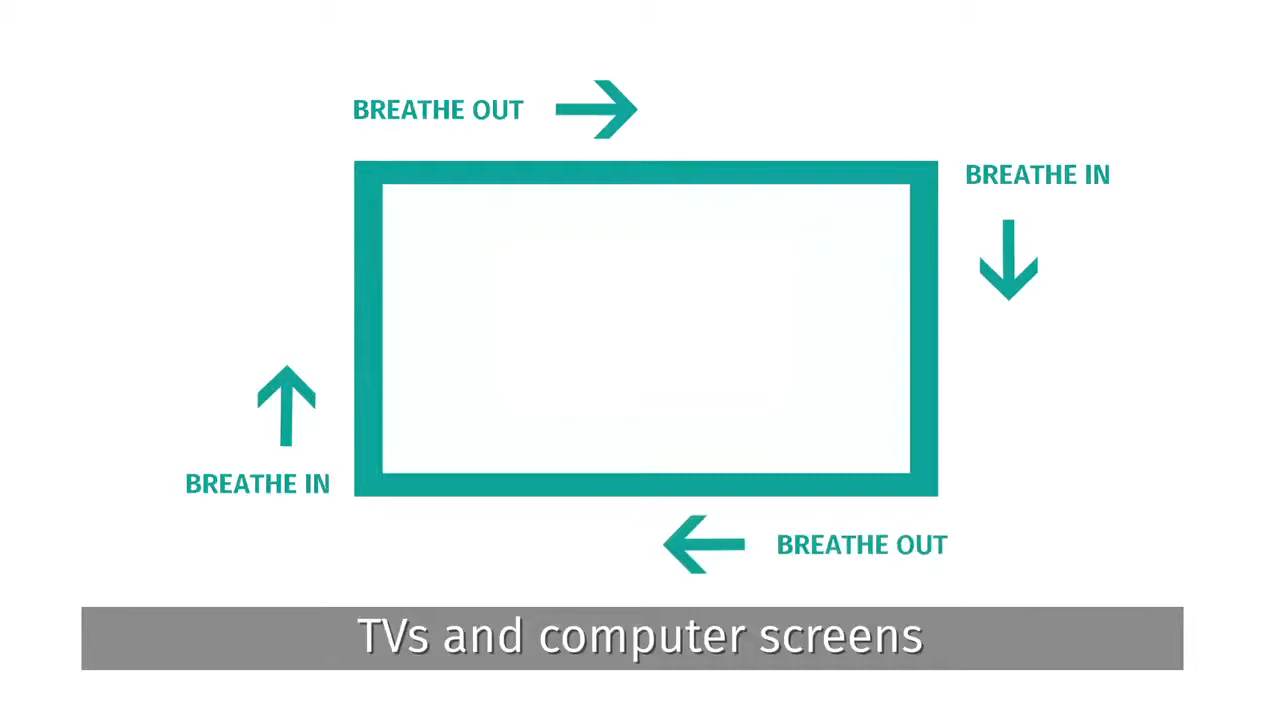 BREATHE OUT
BREATHE IN
BREATHE IN
BREATHE OUT
TVs and computer screens